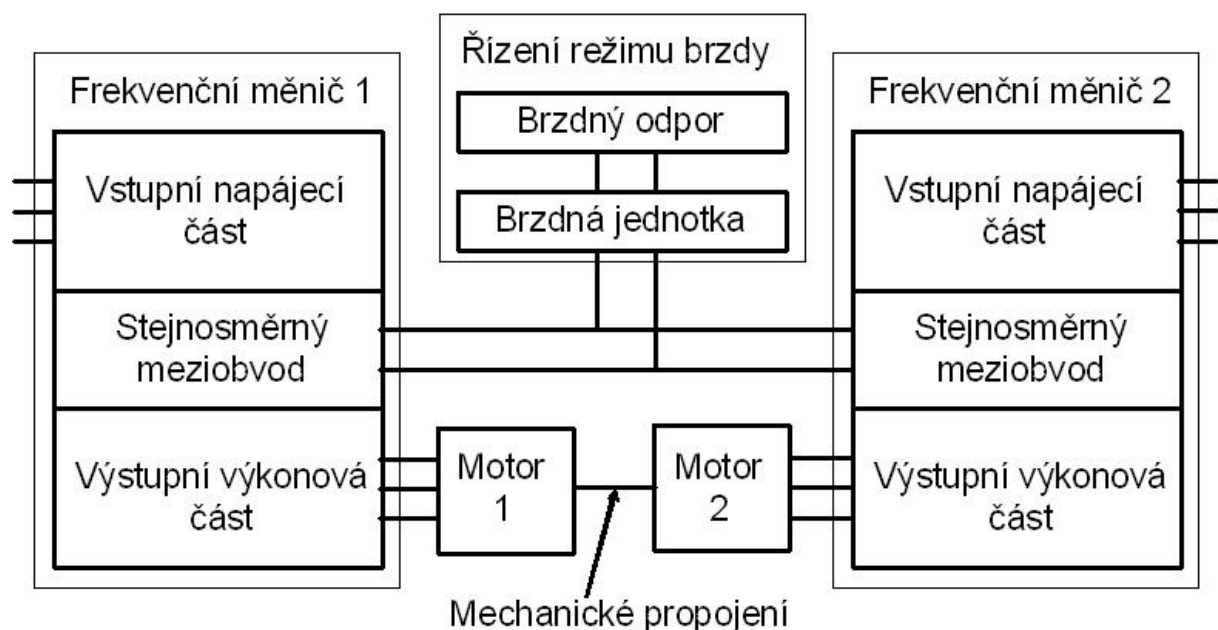 Frekvenční měnič 1
Vstupní napájecí
část
Stejnosměrný
meziobvod
Výstupní výkonová
část
Řízení režimu brzdy
Brzdný odpor
Brzdná jednotka
Motor
1
Motor
2
Mechanické propojení
Frekvenční měnič 2
Vstupní napájecí
část
Stejnosměrný
meziobvod
Výstupní výkonová
část